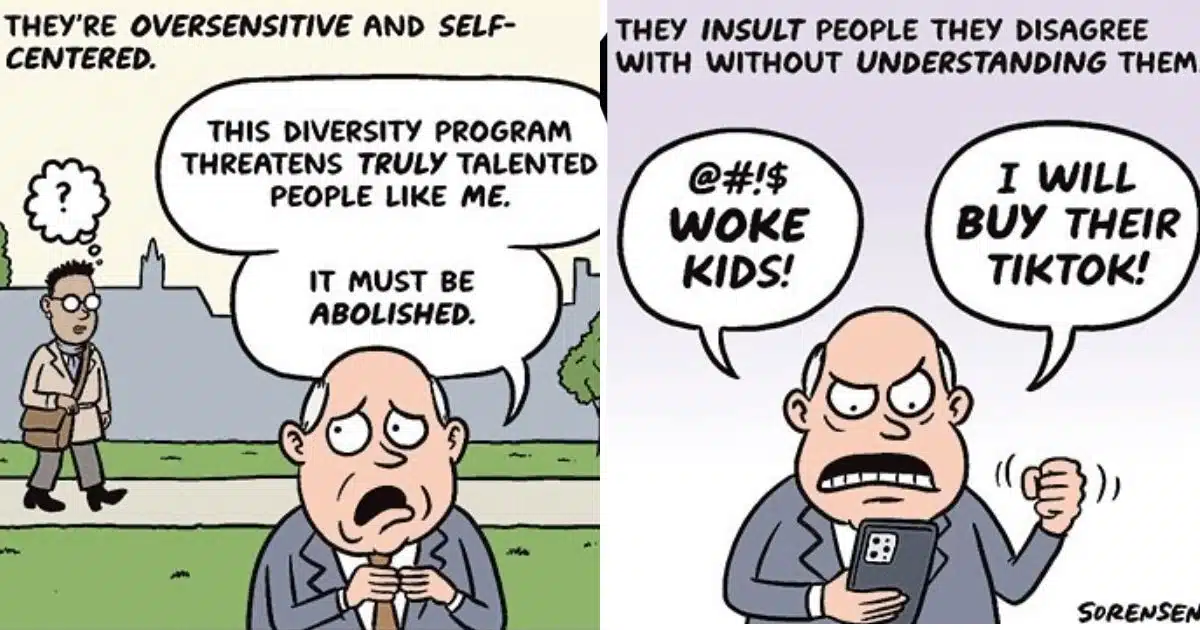 THEY'RE OVERSENSITIVE AND SELF-
CENTERED.
THIS DIVERSITY PROGRAM
THREATENS TRULY TALENTED
PEOPLE LIKE ME.
IT MUST BE
ABOLISHED.
?
THEY INSULT PEOPLE THEY DISAGREE
WITH WITHOUT UNDERSTANDING THEM
@#!$
WOKE
KIDS!
I WILL
BUY THEIR
TIKTOK!
SORENSEN